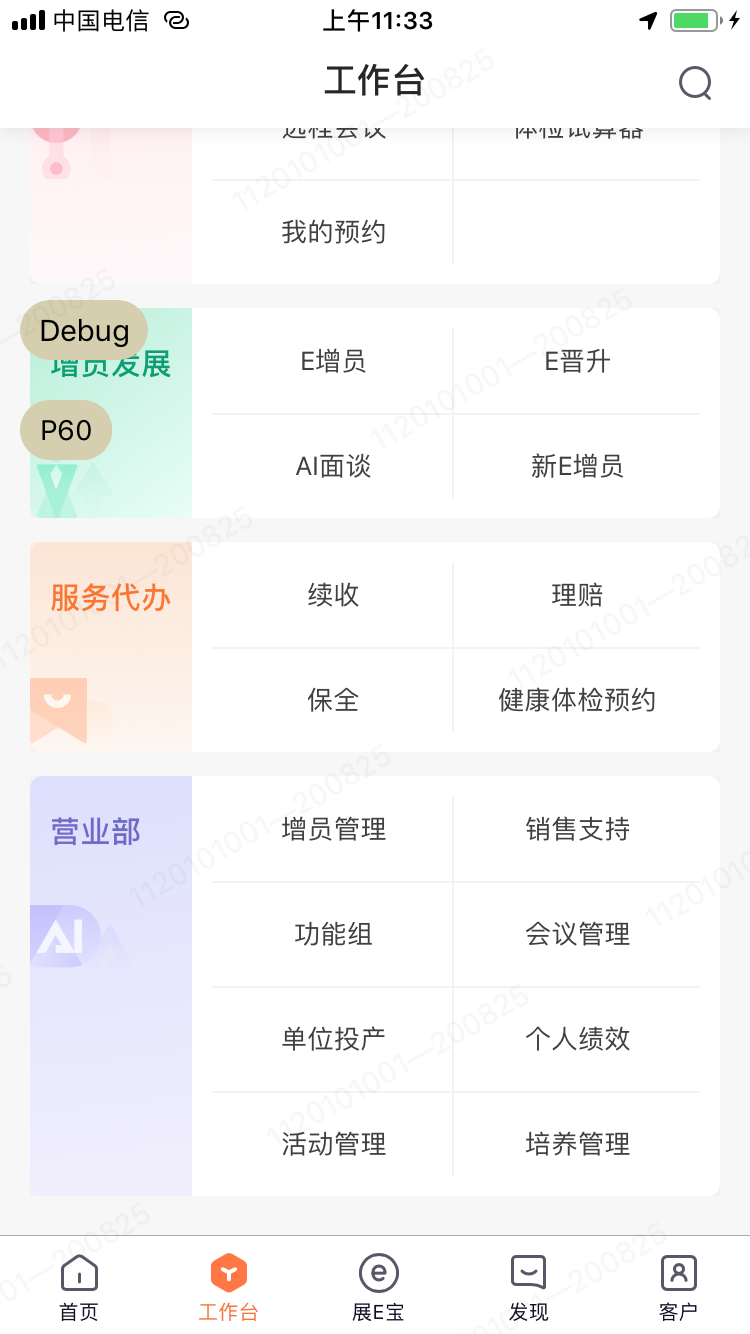 中国电信 上午11:33
工作台
远程会议 体检试算器
我的预约
Debug
增员发展
E增员 E晋升
P60
AI面谈 新E增员
服务代办
续收 理赔
保全 健康体检预约
营业部
增员管理 销售支持
AI
功能组 会议管理
单位投产 个人绩效
活动管理 培养管理
首页 工作台 展E宝 发现 客户
1120101001—200825